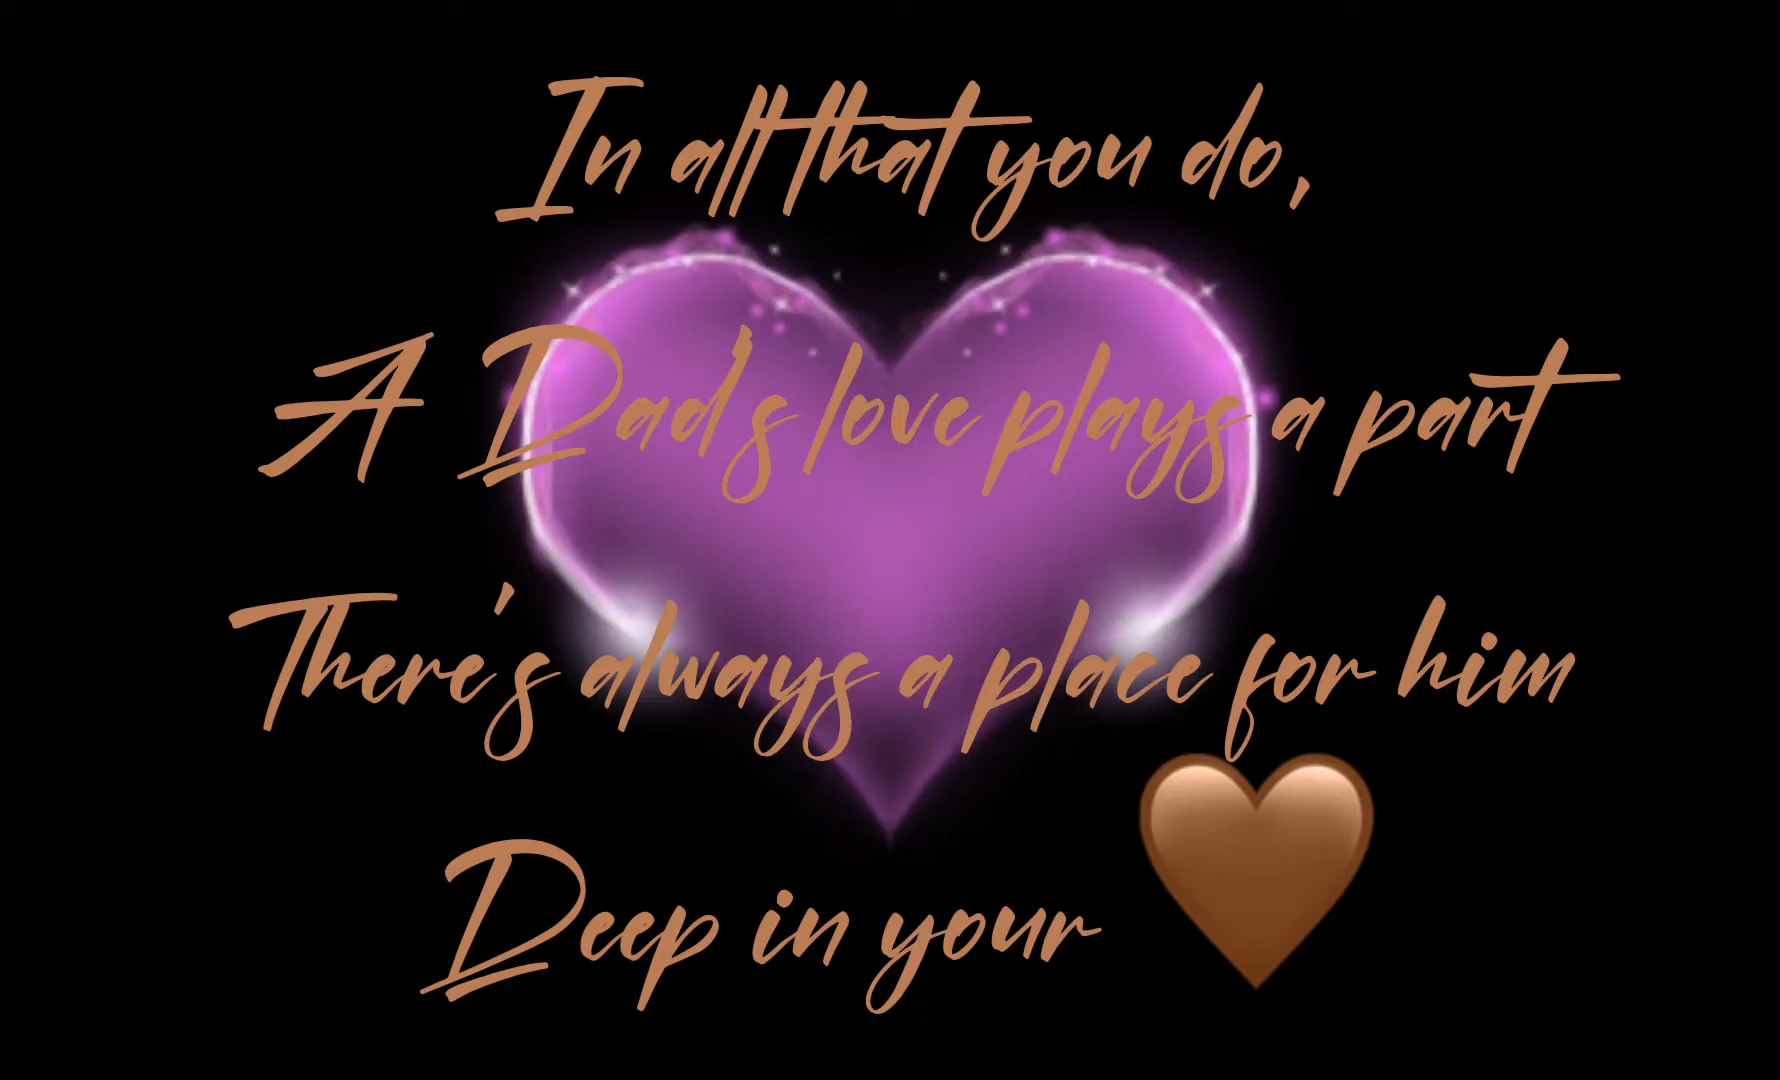 In all that you do,
A Dad's love plays a part
There's always a place for him
Deep in your 🤎